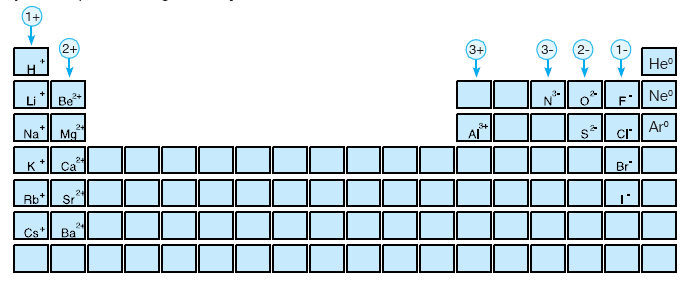 1+
2+ 3+ 3- 2- 1-
H⁺ He⁰
Li⁺ Be²⁺ N³⁻ O²⁻ F⁻ Ne⁰
Na⁺ Mg²⁺ Al³⁺ S²⁻ Cl⁻ Ar⁰
K⁺ Ca²⁺ Br⁻
Rb⁺ Sr²⁺ I⁻
Cs⁺ Ba²⁺